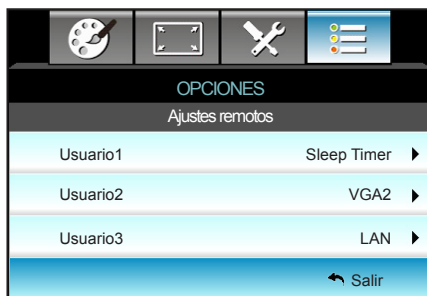 OPCIONES
Ajustes remotos
Usuario1 Sleep Timer
Usuario2 VGA2
Usuario3 LAN
Salir